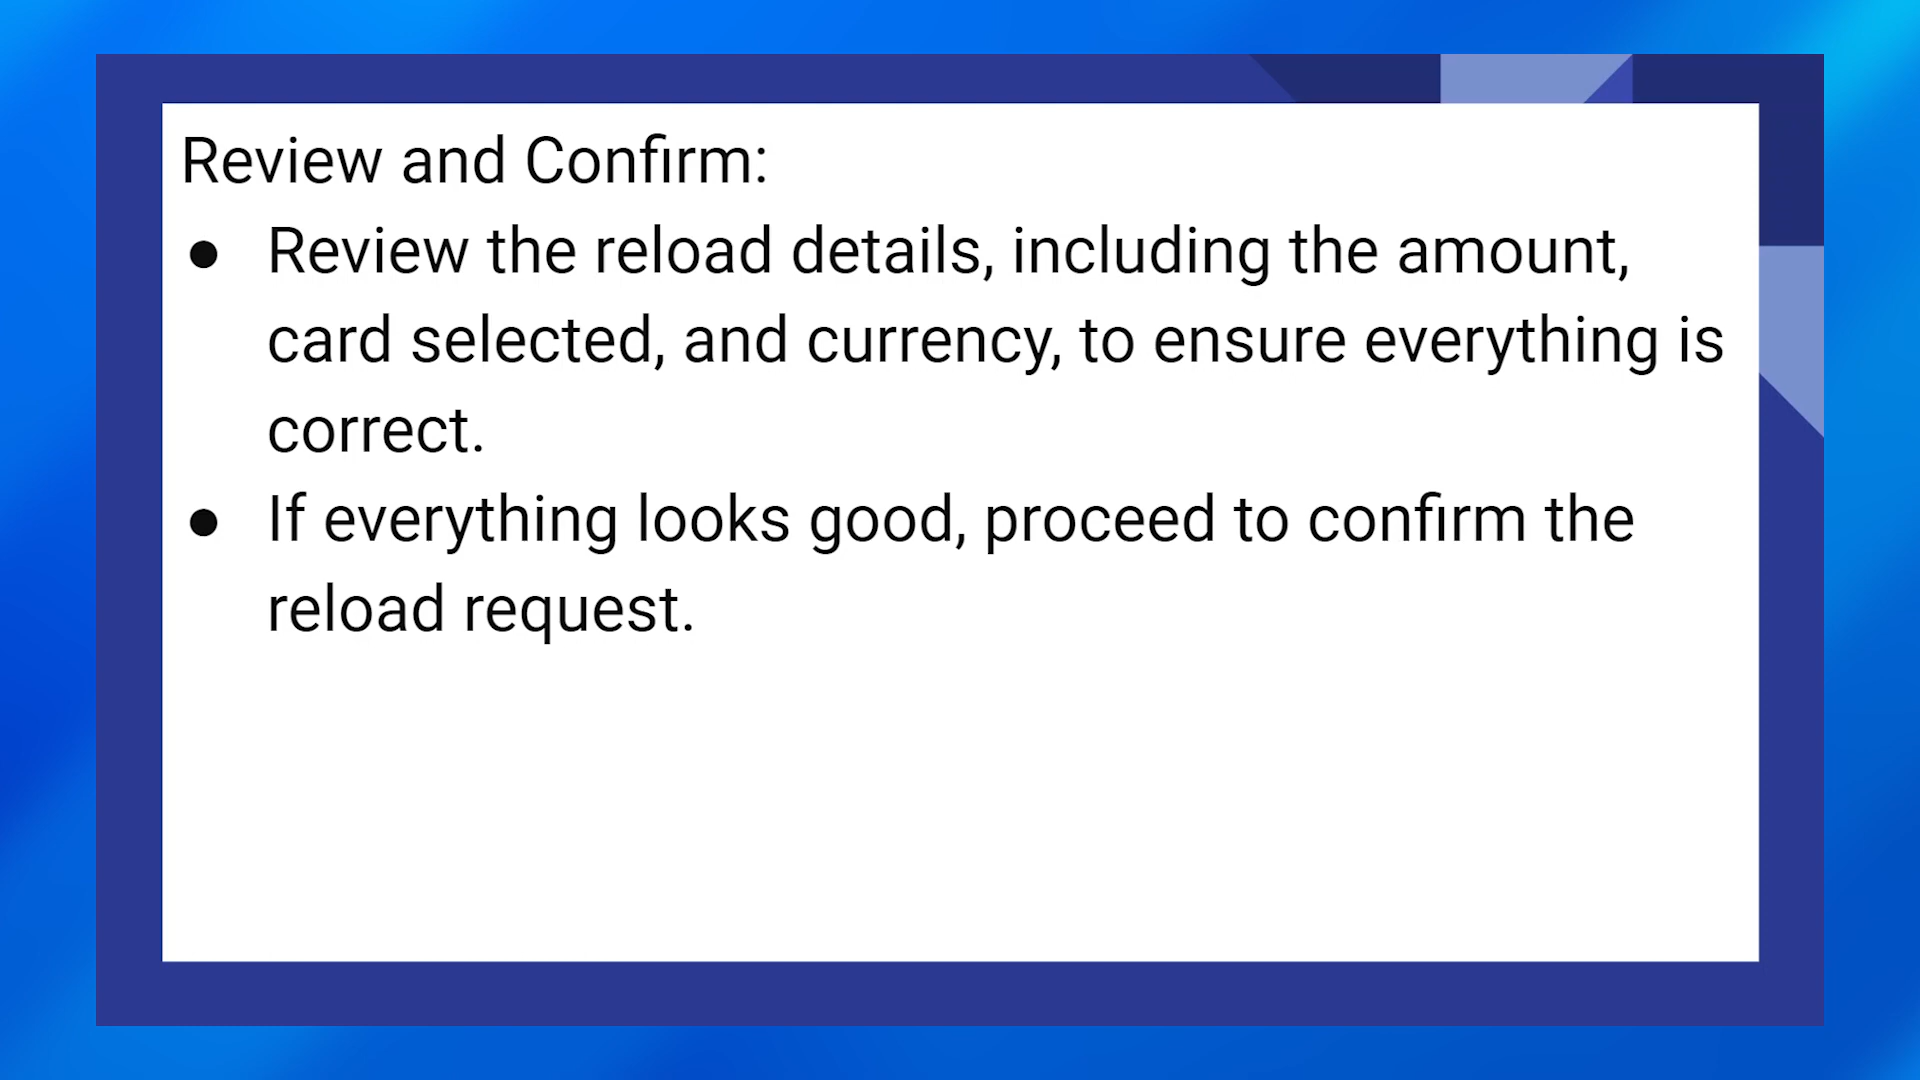 Review and Confirm:
● Review the reload details, including the amount,
card selected, and currency, to ensure everything is
correct.
● If everything looks good, proceed to confirm the
reload request.